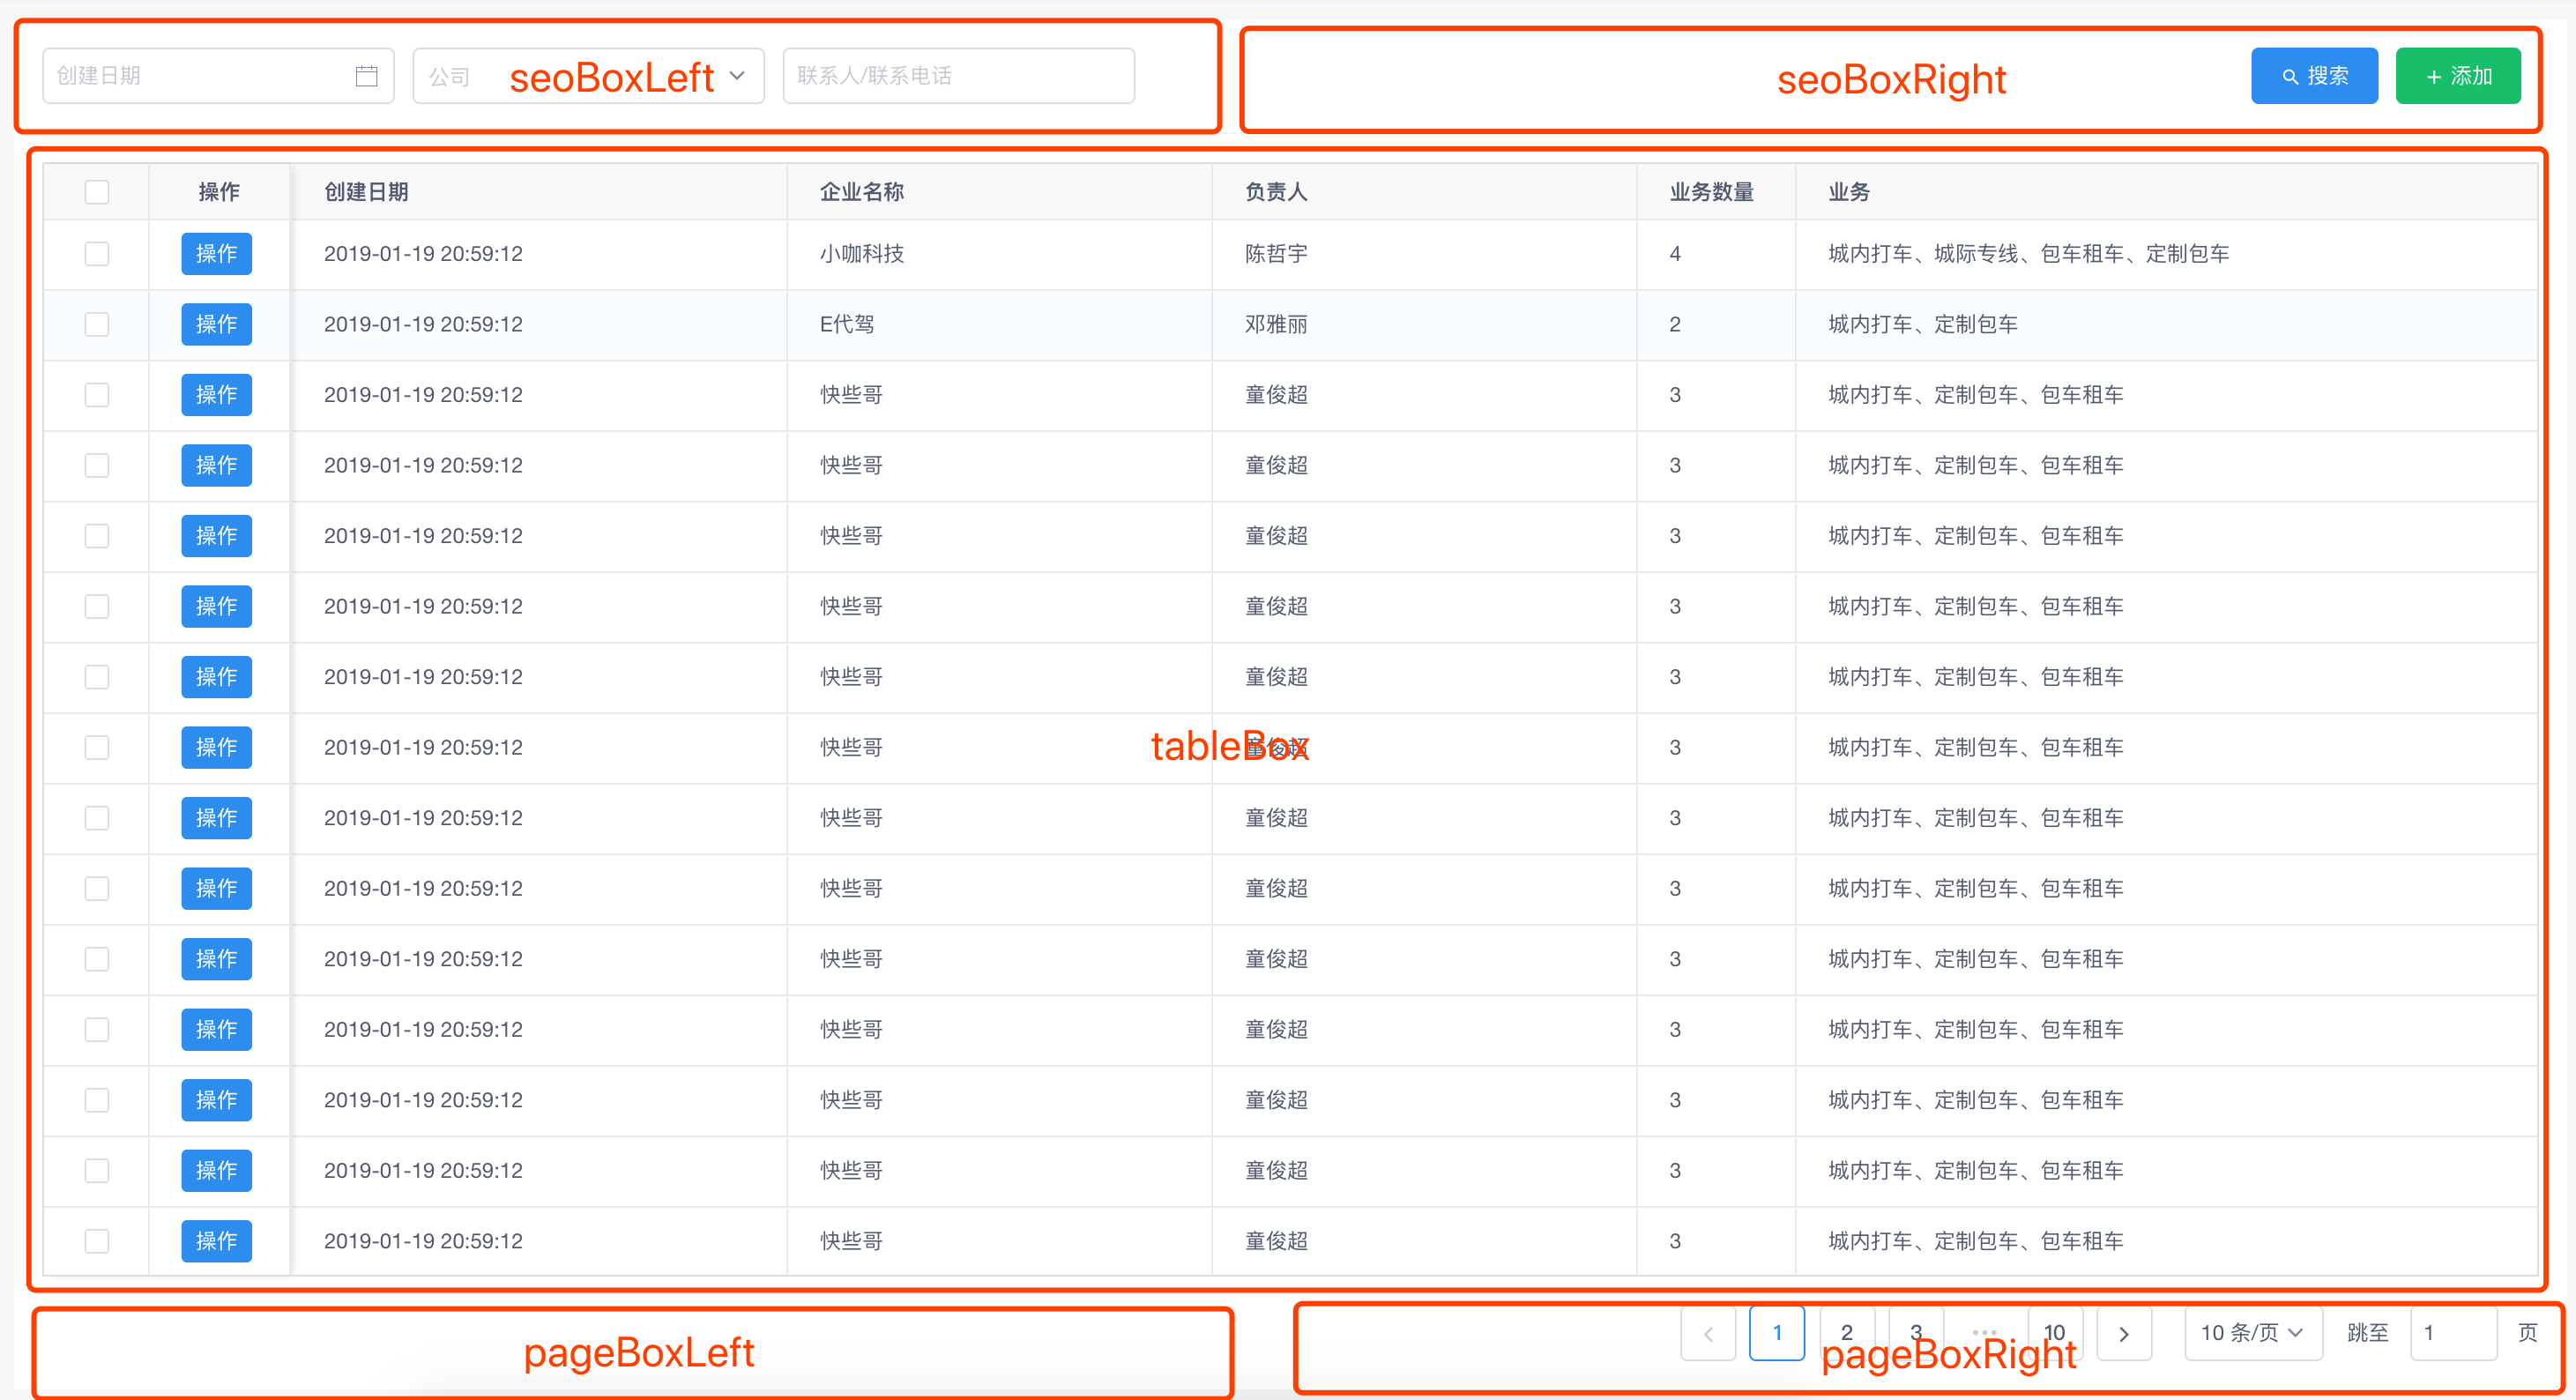 创建日期 公司 seoBoxLeft 联系人/联系电话 seoBoxRight 搜索 + 添加
操作 创建日期 企业名称 负责人 业务数量 业务
操作 2019-01-19 20:59:12 小咖科技 陈哲宇 4 城内打车、城际专线、包车租车、定制包车
操作 2019-01-19 20:59:12 E代驾 邓雅丽 2 城内打车、定制包车
操作 2019-01-19 20:59:12 快些哥 童俊超 3 城内打车、定制包车、包车租车
操作 2019-01-19 20:59:12 快些哥 童俊超 3 城内打车、定制包车、包车租车
操作 2019-01-19 20:59:12 快些哥 童俊超 3 城内打车、定制包车、包车租车
操作 2019-01-19 20:59:12 快些哥 童俊超 3 城内打车、定制包车、包车租车
操作 2019-01-19 20:59:12 快些哥 童俊超 3 城内打车、定制包车、包车租车
操作 2019-01-19 20:59:12 快些哥 tableBox 童俊超 3 城内打车、定制包车、包车租车
操作 2019-01-19 20:59:12 快些哥 童俊超 3 城内打车、定制包车、包车租车
操作 2019-01-19 20:59:12 快些哥 童俊超 3 城内打车、定制包车、包车租车
操作 2019-01-19 20:59:12 快些哥 童俊超 3 城内打车、定制包车、包车租车
操作 2019-01-19 20:59:12 快些哥 童俊超 3 城内打车、定制包车、包车租车
操作 2019-01-19 20:59:12 快些哥 童俊超 3 城内打车、定制包车、包车租车
操作 2019-01-19 20:59:12 快些哥 童俊超 3 城内打车、定制包车、包车租车
操作 2019-01-19 20:59:12 快些哥 童俊超 3 城内打车、定制包车、包车租车
1 2 3 ••• 10 10 条/页 跳至 1 页
pageBoxLeft pageBoxRight